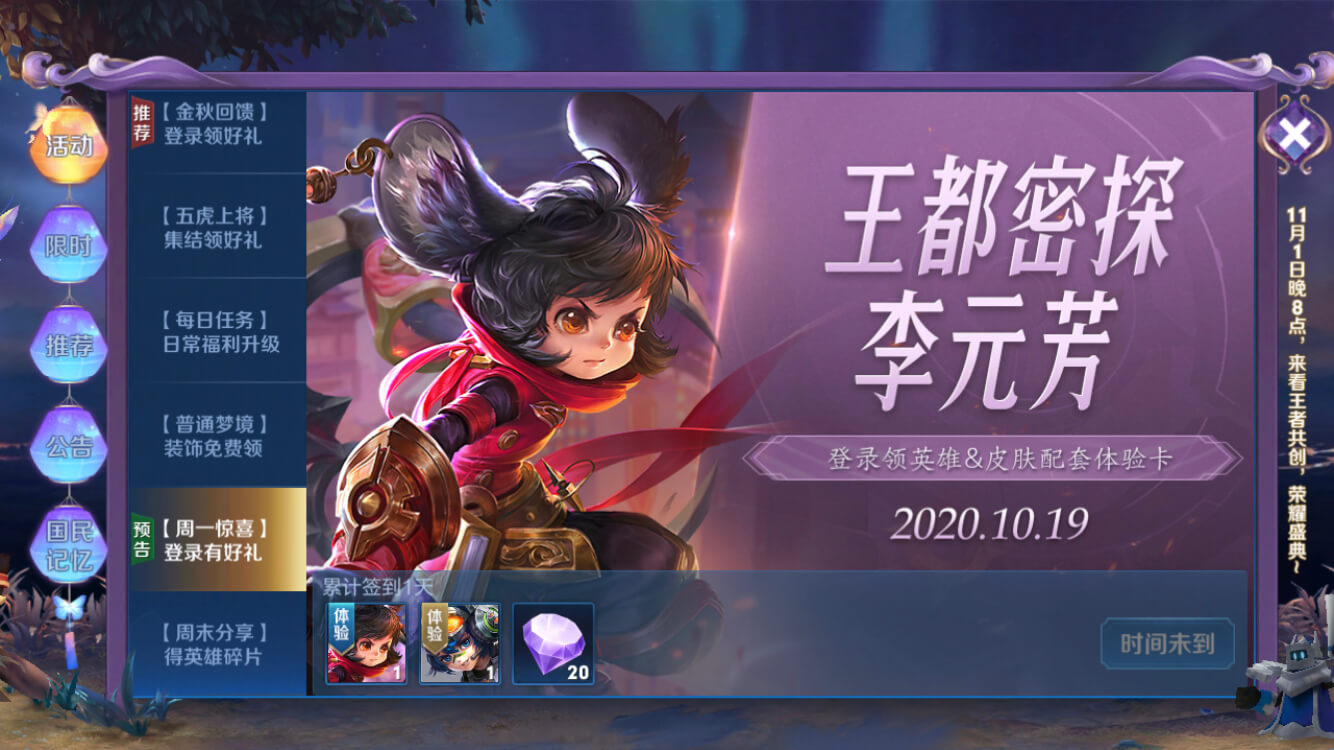 活动
限时
推荐
公告
国民
记忆
推荐
【金秋回馈】
登录领好礼
【五虎上将】
集结领好礼
【每日任务】
日常福利升级
【普通梦境】
装饰免费领
预告
【周一惊喜】
登录有好礼
【周末分享】
得英雄碎片
王都密探
李元芳
登录领英雄&皮肤配套体验卡
2020.10.19
累计签到1天
体验
1
体验
1
20
时间未到
11月1日晚8点，来看王者共创，荣耀盛典~